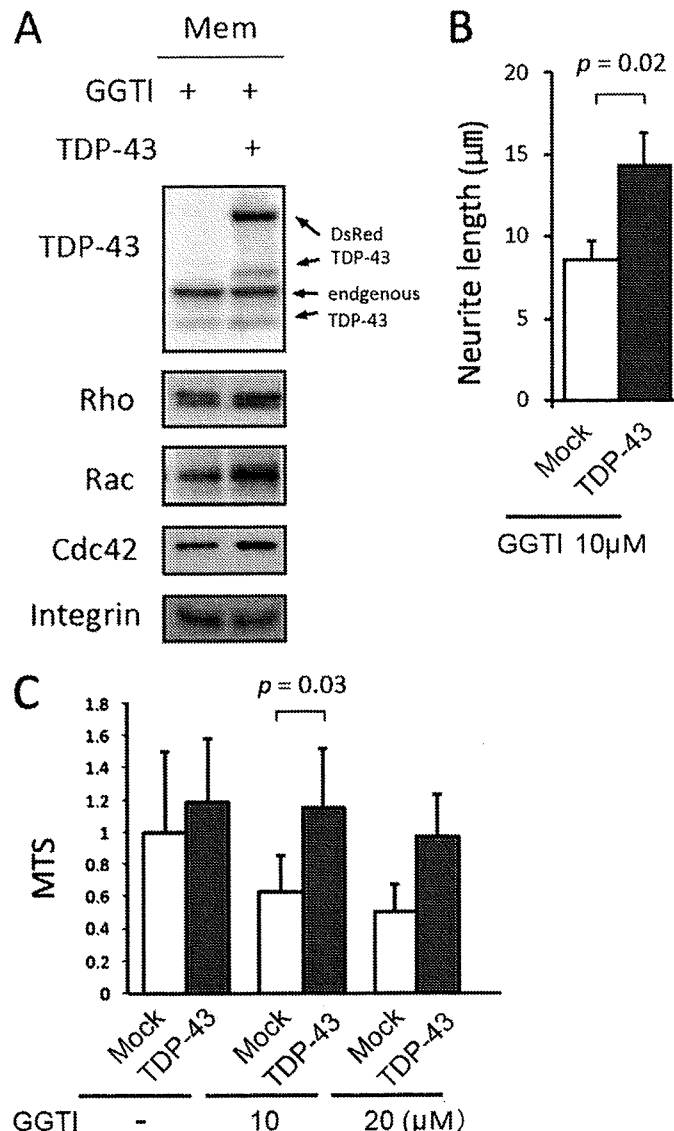 A
Mem
GGTI + +
TDP-43 +
TDP-43
DsRed
TDP-43
endgenous
TDP-43
Rho
Rac
Cdc42
Integrin
B
p = 0.02
Neurite length (µm)
20
15
10
5
0
Mock
TDP-43
GGTI 10µM
C
p = 0.03
MTS
1.8
1.6
1.4
1.2
1
0.8
0.6
0.4
0.2
0
Mock
TDP-43
Mock
TDP-43
Mock
TDP-43
GGTI - 10 20 (µM)